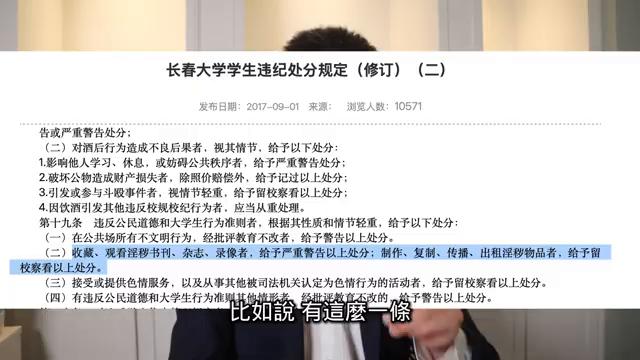 长春大学学生违纪处分规定（修订）（二）
发布日期：2017-09-01 来源： 浏览人数：10571
告或严重警告处分；
（二）对酒后行为造成不良后果者，视其情节，给予以下处分：
1.影响他人学习、休息，或妨碍公共秩序者，给予严重警告处分；
2.破坏公物造成财产损失者，除照价赔偿外，给予记过以上处分；
3.引发或参与斗殴事件者，视情节轻重，给予留校察看以上处分；
4.因饮酒引发其他违反校规校纪行为者，应当从重处理。
第十九条 违反公民道德和大学生行为准则者，根据其性质和情节轻重，给予以下处分：
（一）在公共场所有不文明行为，经批评教育不改者，给予警告以上处分。
（二）收藏、观看淫秽书刊、杂志、录像者，给予严重警告以上处分；制作、复制、传播、出租淫秽物品者，给予留
校察看以上处分。
（三）接受或提供色情服务，以及从事其他被司法机关认定为色情行为的活动者，给予留校察看以上处分。
（四）有违反公民道德和大学生行为准则其他情形者，经批评教育不改的，给予警告以上处分。
比如說 有這麼一條